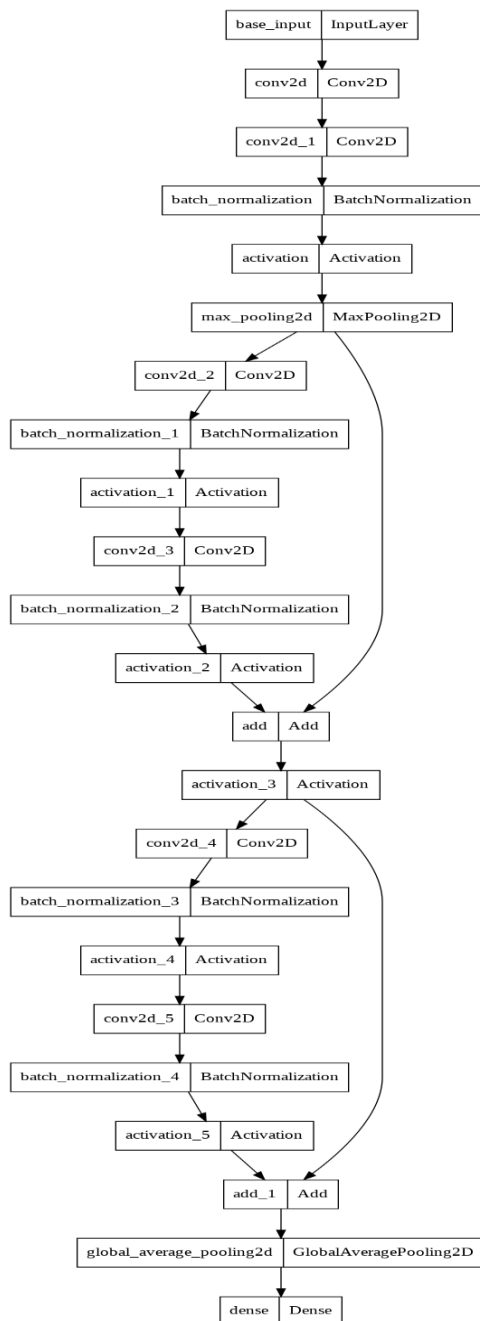 base_input InputLayer
conv2d Conv2D
conv2d_1 Conv2D
batch_normalization BatchNormalization
activation Activation
max_pooling2d MaxPooling2D
conv2d_2 Conv2D
batch_normalization_1 BatchNormalization
activation_1 Activation
conv2d_3 Conv2D
batch_normalization_2 BatchNormalization
activation_2 Activation
add Add
activation_3 Activation
conv2d_4 Conv2D
batch_normalization_3 BatchNormalization
activation_4 Activation
conv2d_5 Conv2D
batch_normalization_4 BatchNormalization
activation_5 Activation
add_1 Add
global_average_pooling2d GlobalAveragePooling2D
dense Dense